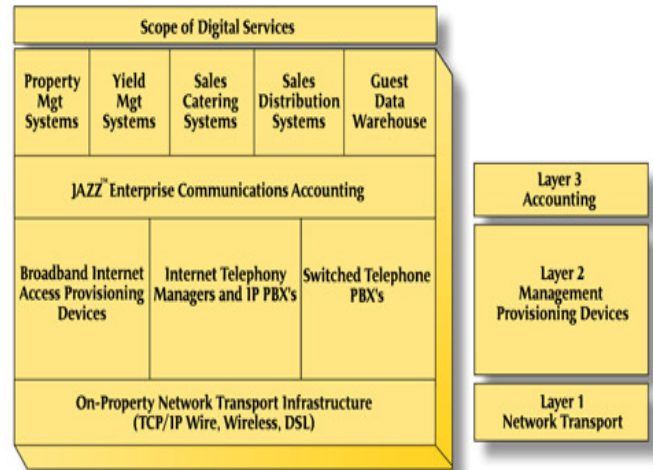 Scope of Digital Services
Property
Mgt
Systems
Yield
Mgt
Systems
Sales
Catering
Systems
Sales
Distribution
Systems
Guest
Data
Warehouse
JAZZ™ Enterprise Communications Accounting
Broadband Internet
Access Provisioning
Devices
Internet Telephony
Managers and IP PBX's
Switched Telephone
PBX's
On-Property Network Transport Infrastructure
(TCP/IP Wire, Wireless, DSL)
Layer 3
Accounting
Layer 2
Management
Provisioning Devices
Layer 1
Network Transport